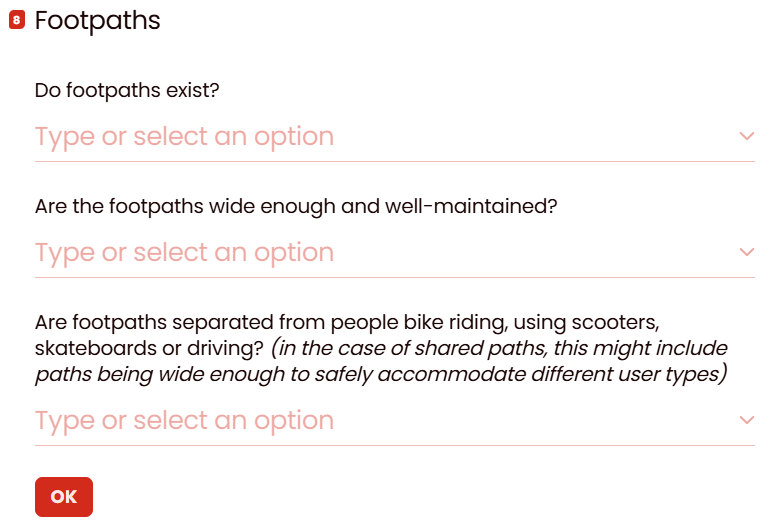 8 Footpaths
Do footpaths exist?
Type or select an option
Are the footpaths wide enough and well-maintained?
Type or select an option
Are footpaths separated from people bike riding, using scooters,
skateboards or driving? (in the case of shared paths, this might include
paths being wide enough to safely accommodate different user types)
Type or select an option
OK